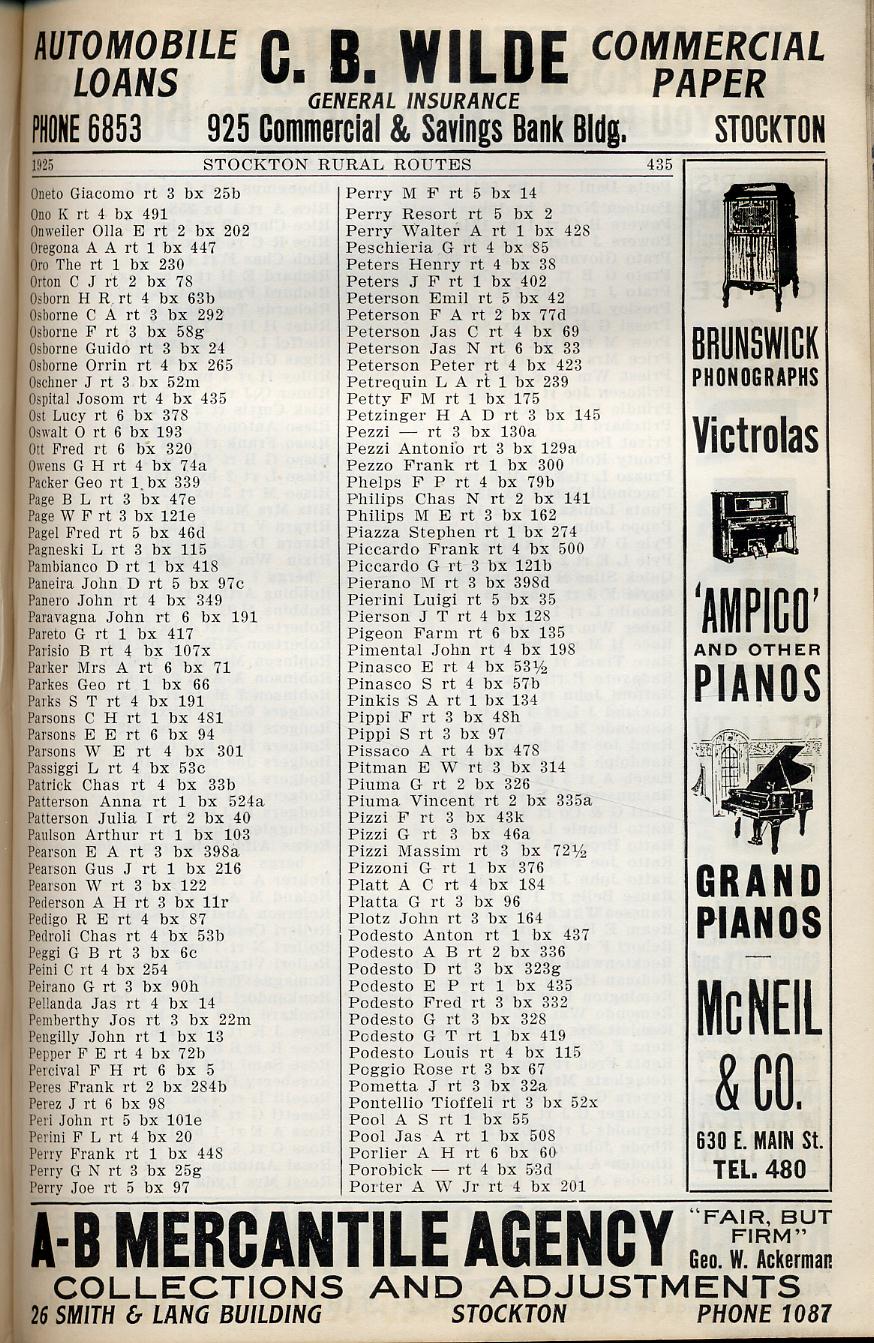 AUTOMOBILE LOANS
C. B. WILDE
COMMERCIAL PAPER
GENERAL INSURANCE
PHONE 6853 925 Commercial & Savings Bank Bldg. STOCKTON
1925 STOCKTON RURAL ROUTES 435
Oneto Giacomo rt 3 bx 25b
Ono K rt 4 bx 491
Onweiler Olla E rt 2 bx 202
Oregona A A rt 1 bx 447
Oro The rt 1 bx 230
Orton C J rt 2 bx 78
Osborn H R rt 4 bx 63b
Osborne C A rt 3 bx 292
Osborne F rt 3 bx 58g
Osborne Guido rt 3 bx 24
Osborne Orrin rt 4 bx 265
Oschner J rt 3 bx 52m
Ospital Josom rt 4 bx 435
Ost Lucy rt 6 bx 378
Oswalt O rt 6 bx 193
Ott Fred rt 6 bx 320
Owens G H rt 4 bx 74a
Packer Geo rt 1 bx 339
Page B L rt 3 bx 47e
Page W F rt 3 bx 121e
Pagel Fred rt 5 bx 46d
Pagneski L rt 3 bx 115
Pambianco D rt 1 bx 418
Paneira John D rt 5 bx 97c
Panero John rt 4 bx 349
Paravagna John rt 6 bx 191
Pareto G rt 1 bx 417
Parisio B rt 4 bx 107x
Parker Mrs A rt 6 bx 71
Parkes Geo rt 1 bx 66
Parks S T rt 4 bx 191
Parsons C H rt 1 bx 481
Parsons E E rt 6 bx 94
Parsons W E rt 4 bx 301
Passiggi L rt 4 bx 53c
Patrick Chas rt 4 bx 33b
Patterson Anna rt 1 bx 524a
Patterson Julia I rt 2 bx 40
Paulson Arthur rt 1 bx 103
Pearson E A rt 3 bx 398a
Pearson Gus J rt 1 bx 216
Pearson W rt 3 bx 122
Pederson A H rt 3 bx 11r
Pedigo R E rt 4 bx 87
Pedroli Chas rt 4 bx 53b
Peggi G B rt 3 bx 6c
Peini C rt 4 bx 254
Peirano G rt 3 bx 90h
Pellanda Jas rt 4 bx 14
Pemberthy Jos rt 3 bx 22m
Pengilly John rt 1 bx 13
Pepper F E rt 4 bx 72b
Percival F H rt 6 bx 5
Peres Frank rt 2 bx 284b
Perez J rt 6 bx 98
Peri John rt 5 bx 101e
Perini F L rt 4 bx 20
Perry Frank rt 1 bx 448
Perry G N rt 3 bx 25g
Perry Joe rt 5 bx 97
Perry M F rt 5 bx 14
Perry Resort rt 5 bx 2
Perry Walter A rt 1 bx 428
Peschieria G rt 4 bx 85
Peters Henry rt 4 bx 38
Peters J F rt 1 bx 402
Peterson Emil rt 5 bx 42
Peterson F A rt 2 bx 77d
Peterson Jas C rt 4 bx 69
Peterson Jas N rt 6 bx 33
Peterson Peter rt 4 bx 423
Petrequin L A rt 1 bx 239
Petty F M rt 1 bx 175
Petzinger H A D rt 3 bx 145
Pezzi — rt 3 bx 130a
Pezzi Antonio rt 3 bx 129a
Pezzo Frank rt 1 bx 300
Phelps F P rt 4 bx 79b
Philips Chas N rt 2 bx 141
Philips M E rt 3 bx 162
Piazza Stephen rt 1 bx 274
Piccardo Frank rt 4 bx 500
Piccardo G rt 3 bx 121b
Pierano M rt 3 bx 398d
Pierini Luigi rt 5 bx 35
Pierson J T rt 4 bx 128
Pigeon Farm rt 6 bx 135
Pimental John rt 4 bx 198
Pinasco E rt 4 bx 53½
Pinasco S rt 4 bx 57b
Pinkis S A rt 1 bx 134
Pippi F rt 3 bx 48h
Pippi S rt 3 bx 97
Pissaco A rt 4 bx 478
Pitman E W rt 3 bx 314
Piuma G rt 2 bx 326
Piuma Vincent rt 2 bx 335a
Pizzi F rt 3 bx 43k
Pizzi G rt 3 bx 46a
Pizzi Massim rt 3 bx 72½
Pizzoni G rt 1 bx 376
Platt A C rt 4 bx 184
Platta G rt 3 bx 96
Plotz John rt 3 bx 164
Podesto Anton rt 1 bx 437
Podesto A B rt 2 bx 336
Podesto D rt 3 bx 323g
Podesto E P rt 1 bx 435
Podesto Fred rt 3 bx 332
Podesto G rt 3 bx 328
Podesto G T rt 1 bx 419
Podesto Louis rt 4 bx 115
Poggio Rose rt 3 bx 67
Pometta J rt 3 bx 32a
Pontellio Tioffeli rt 3 bx 52x
Pool A S rt 1 bx 55
Pool Jas A rt 1 bx 508
Porlier A H rt 6 bx 60
Porobick — rt 4 bx 53d
Porter A W Jr rt 4 bx 201
BRUNSWICK
PHONOGRAPHS
Victrolas
'AMPICO'
AND OTHER
PIANOS
GRAND
PIANOS
McNEIL
& CO.
630 E. MAIN St.
TEL. 480
A-B MERCANTILE AGENCY
"FAIR, BUT
FIRM"
Geo. W. Ackerman
COLLECTIONS AND ADJUSTMENTS
26 SMITH & LANG BUILDING STOCKTON PHONE 1087